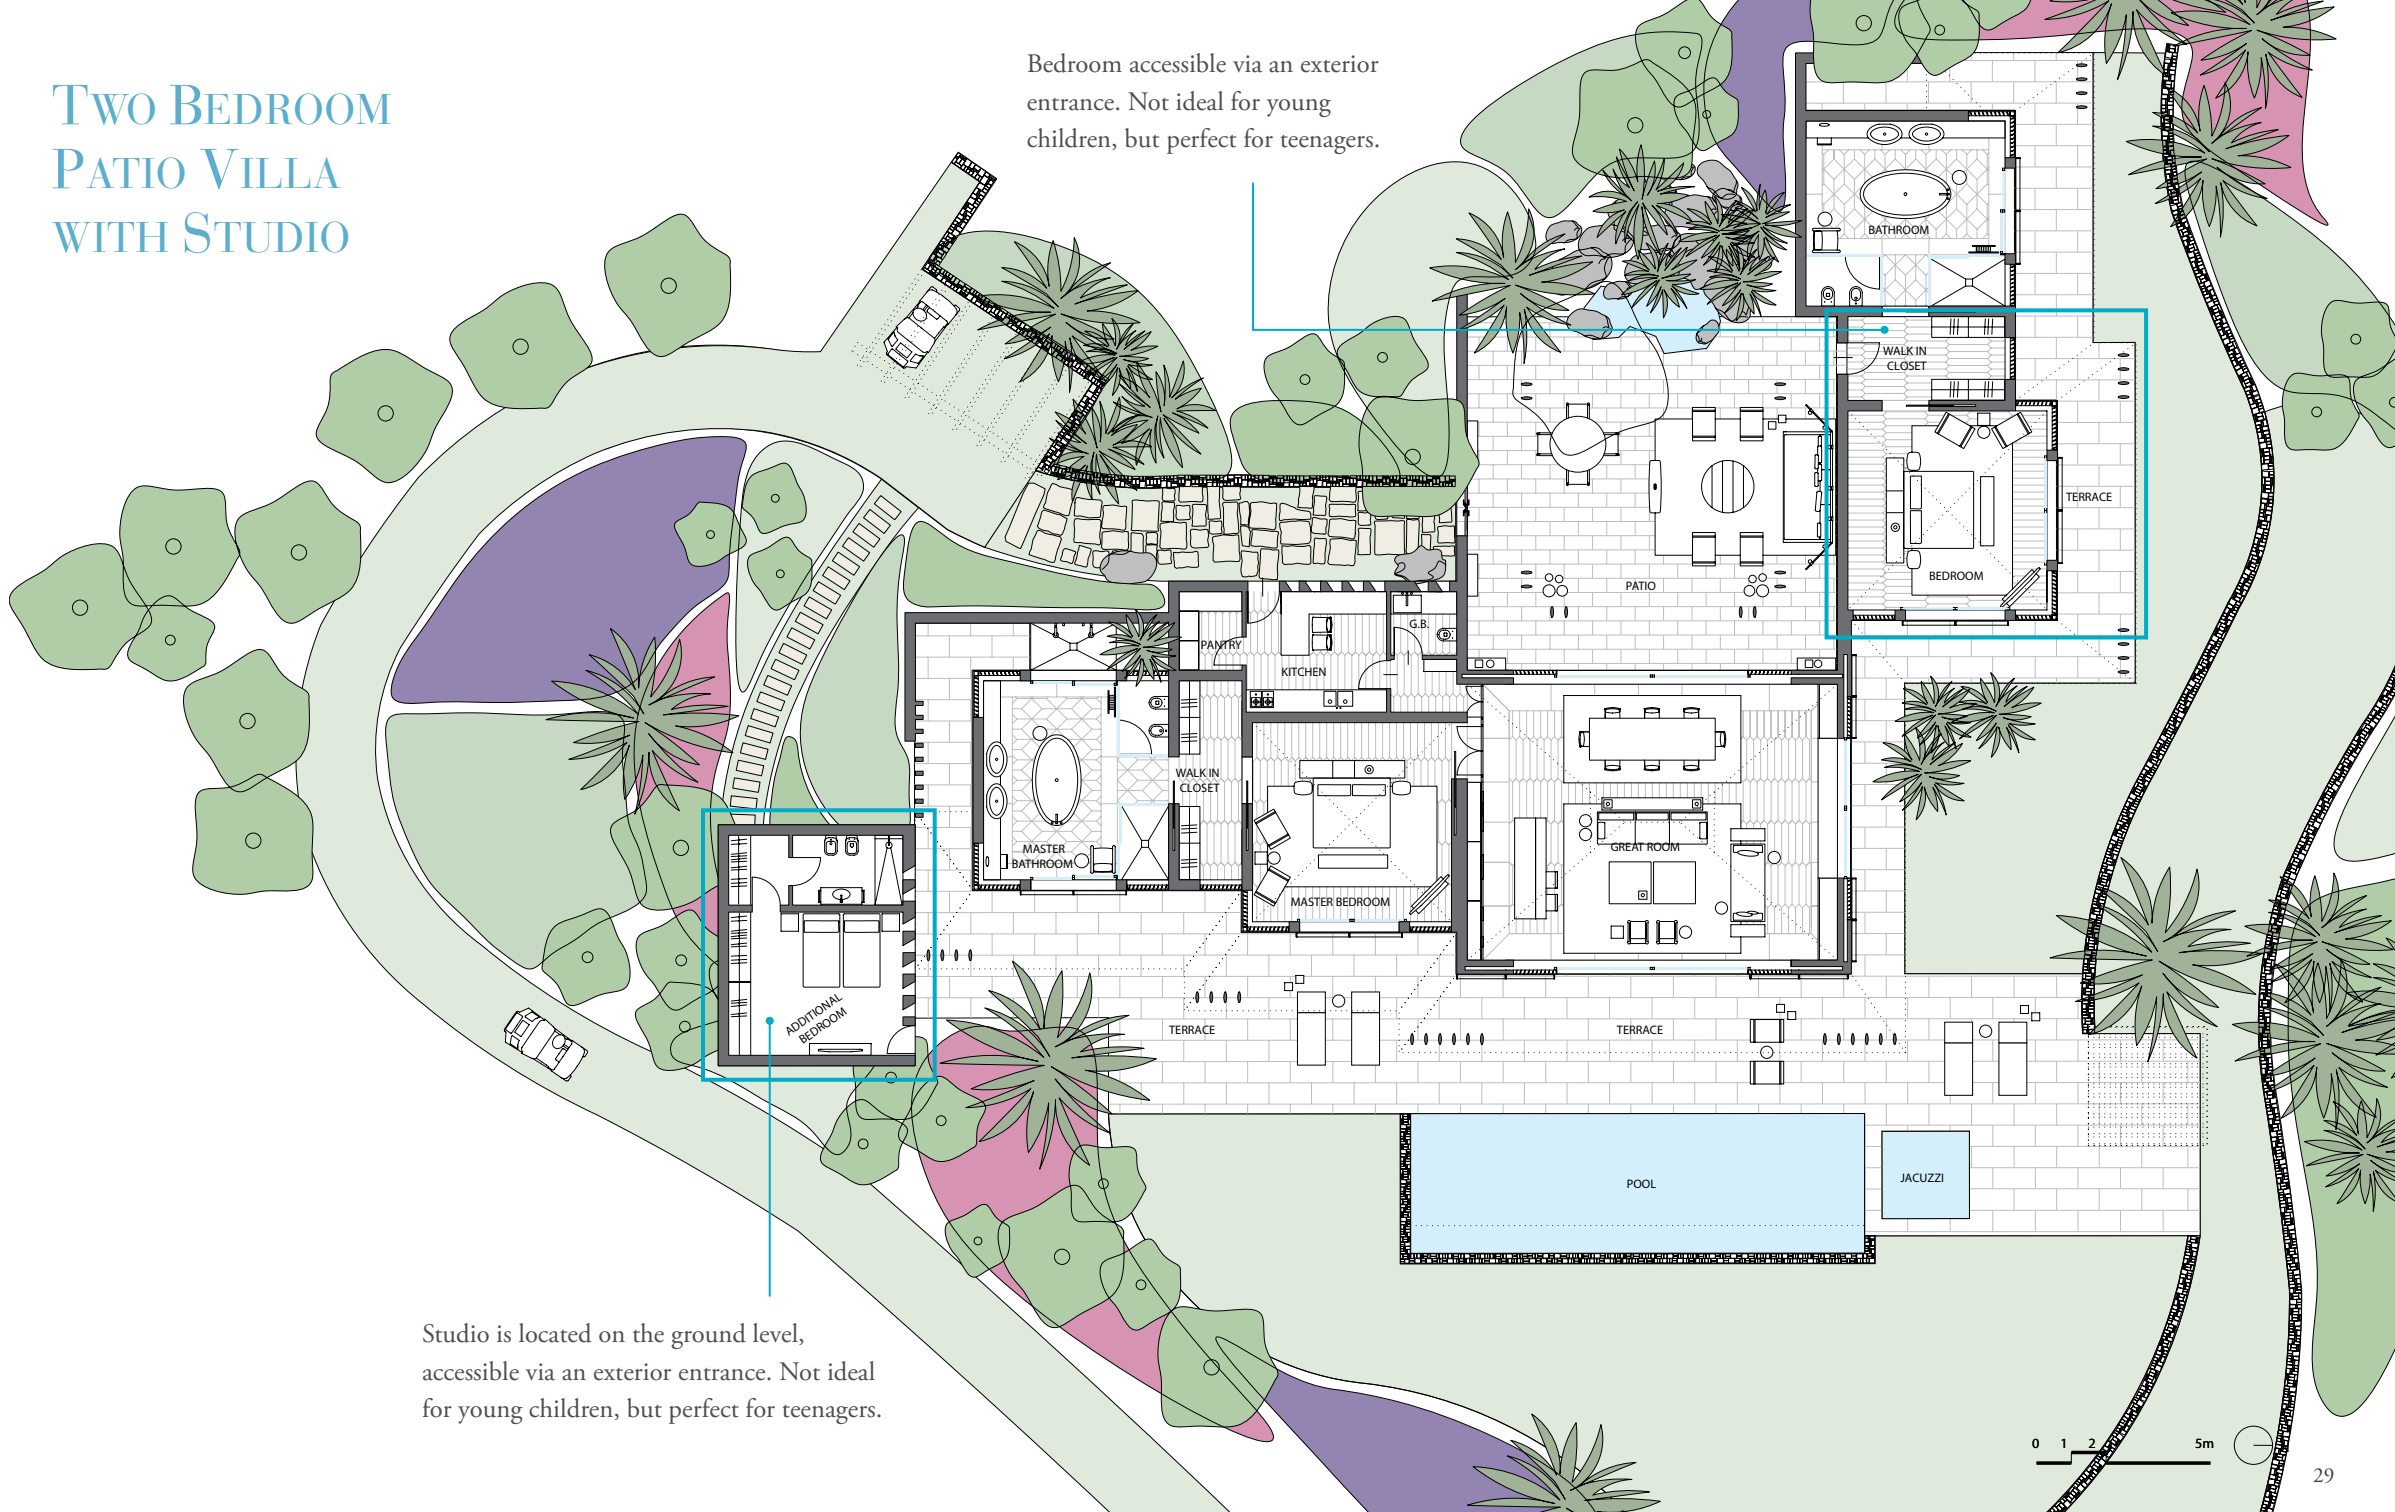 TWO BEDROOM
PATIO VILLA
WITH STUDIO
Bedroom accessible via an exterior
entrance. Not ideal for young
children, but perfect for teenagers.
BATHROOM
WALK IN
CLOSET
TERRACE
BEDROOM
PATIO
G.B.
PANTRY
KITCHEN
WALK IN
CLOSET
MASTER
BATHROOM
GREAT ROOM
MASTER BEDROOM
ADDITIONAL
BEDROOM
TERRACE
TERRACE
POOL
JACUZZI
Studio is located on the ground level,
accessible via an exterior entrance. Not ideal
for young children, but perfect for teenagers.
0 1 2 5m
29